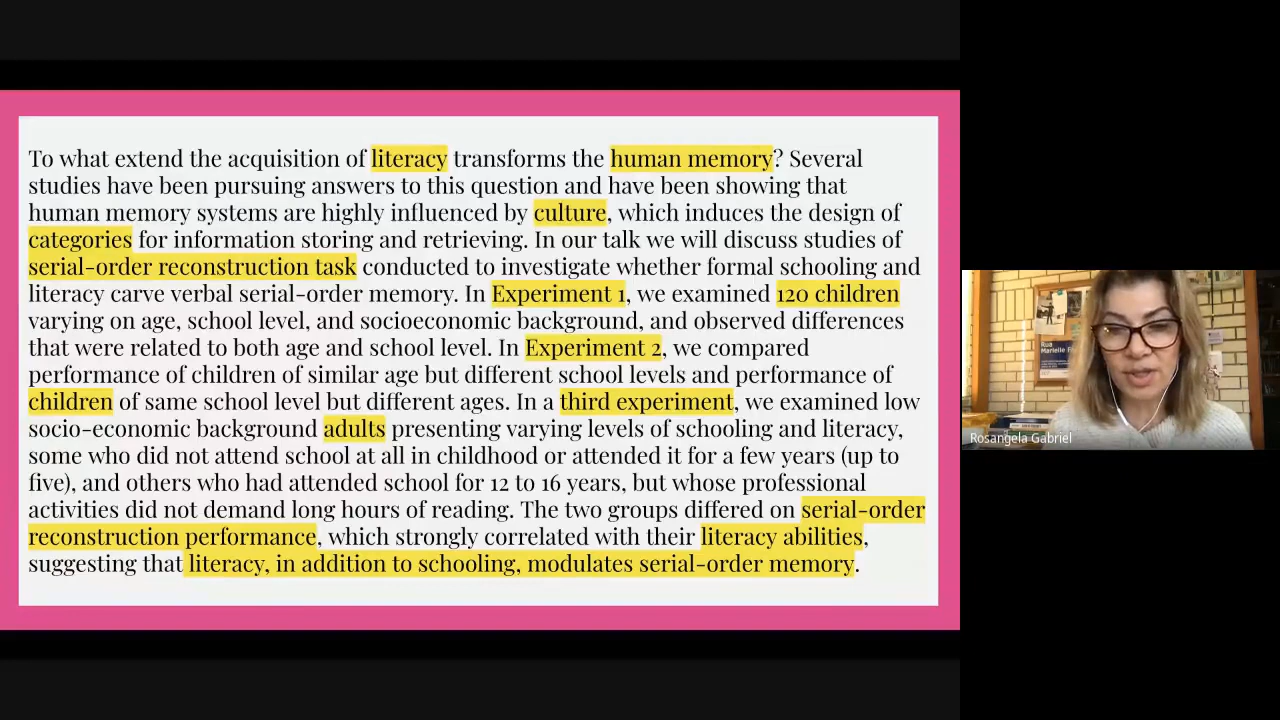 To what extend the acquisition of literacy transforms the human memory? Several
studies have been pursuing answers to this question and have been showing that
human memory systems are highly influenced by culture, which induces the design of
categories for information storing and retrieving. In our talk we will discuss studies of
serial-order reconstruction task conducted to investigate whether formal schooling and
literacy carve verbal serial-order memory. In Experiment 1, we examined 120 children
varying on age, school level, and socioeconomic background, and observed differences
that were related to both age and school level. In Experiment 2, we compared
performance of children of similar age but different school levels and performance of
children of same school level but different ages. In a third experiment, we examined low
socio-economic background adults presenting varying levels of schooling and literacy,
some who did not attend school at all in childhood or attended it for a few years (up to
five), and others who had attended school for 12 to 16 years, but whose professional
activities did not demand long hours of reading. The two groups differed on serial-order
reconstruction performance, which strongly correlated with their literacy abilities,
suggesting that literacy, in addition to schooling, modulates serial-order memory.
Rua
Marielle
Rosangela Gabriel